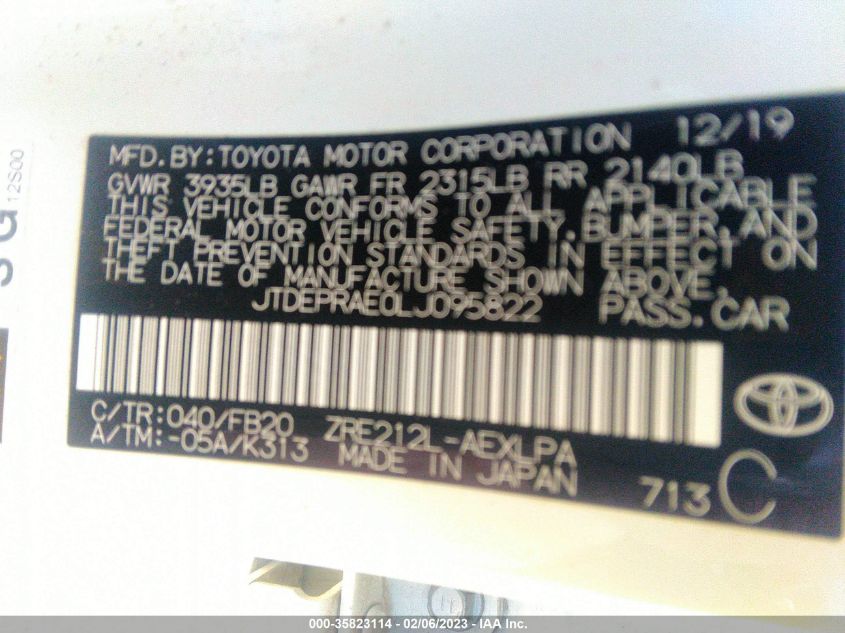 MFD. BY: TOYOTA MOTOR CORPORATION 12/19
GVWR 3935LB GAWR FR 2315LB RR 2140LB
THIS VEHICLE CONFORMS TO ALL APPLICABLE
FEDERAL MOTOR VEHICLE SAFETY, BUMPER, AND
THEFT PREVENTION STANDARDS IN EFFECT ON
THE DATE OF MANUFACTURE SHOWN ABOVE.
JTDEPRAE0LJ095822 PASS. CAR
C/TR: 040/FB20 ZRE212L-AEXLPA
A/TM: -05A/K313 MADE IN JAPAN
713 C
12S00
000-35823114 - 02/06/2023 - IAA Inc.